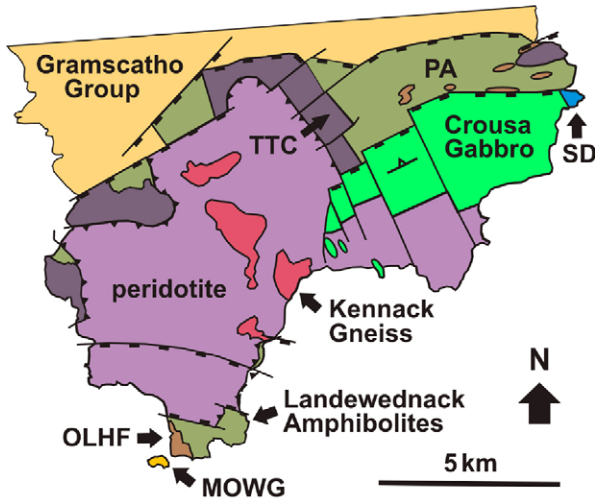 Gramscatho
Group
PA
TTC
Crousa
Gabbro
SD
peridotite
Kennack
Gneiss
N
Landewednack
Amphibolites
OLHF
MOWG
5 km